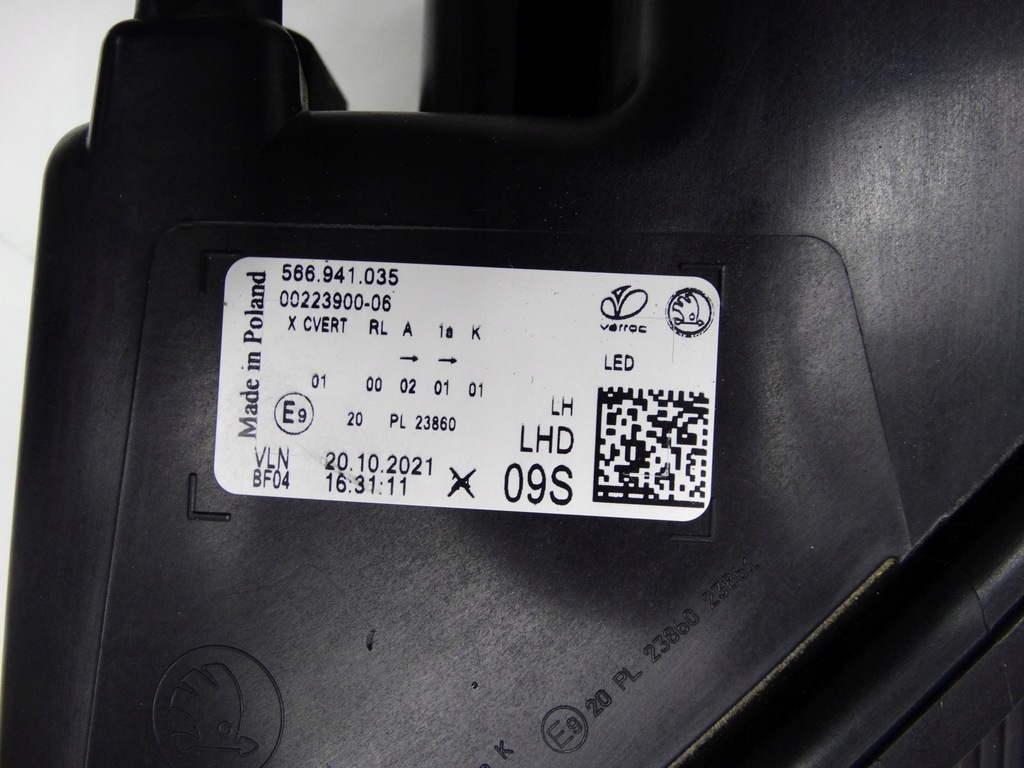 Made in Poland
566.941.035
00223900-06
X CVERT RL A 1a K
→ →
01 00 02 01 01
E9
20 PL 23860
VLN
BF04
20.10.2021
16:31:11
X
varroc
LED
LH
LHD
09S
E9 20 PL 23860 23861
K